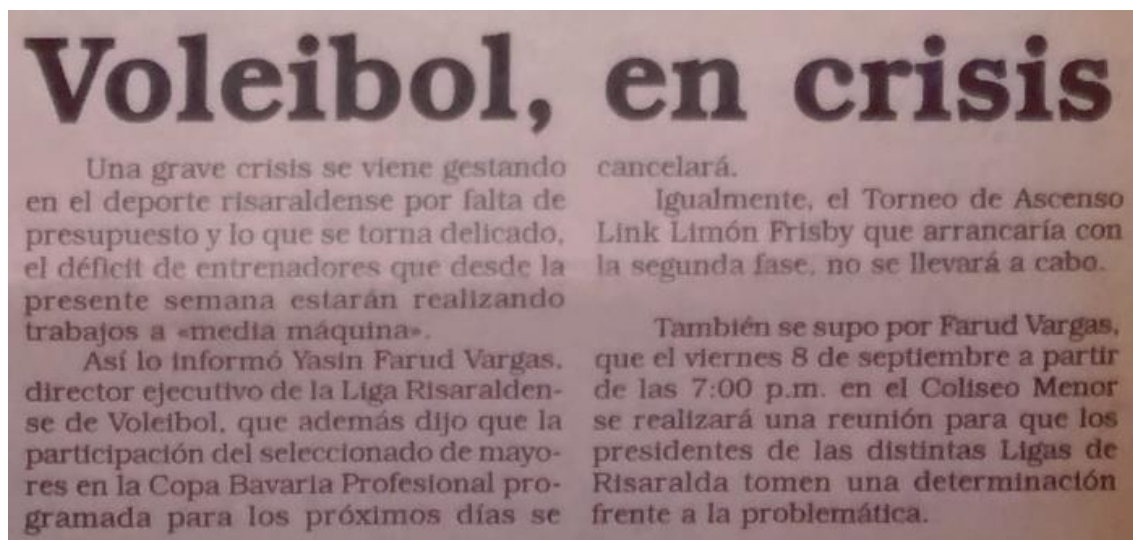 Voleibol, en crisis
Una grave crisis se viene gestando
en el deporte risaraldense por falta de
presupuesto y lo que se torna delicado,
el déficit de entrenadores que desde la
presente semana estarán realizando
trabajos a «media máquina».
Así lo informó Yasin Farud Vargas,
director ejecutivo de la Liga Risaralden-
se de Voleibol, que además dijo que la
participación del seleccionado de mayo-
res en la Copa Bavaria Profesional pro-
gramada para los próximos días se
cancelará.
Igualmente, el Torneo de Ascenso
Link Limón Frisby que arrancaría con
la segunda fase, no se llevará a cabo.
También se supo por Farud Vargas,
que el viernes 8 de septiembre a partir
de las 7:00 p.m. en el Coliseo Menor
se realizará una reunión para que los
presidentes de las distintas Ligas de
Risaralda tomen una determinación
frente a la problemática.